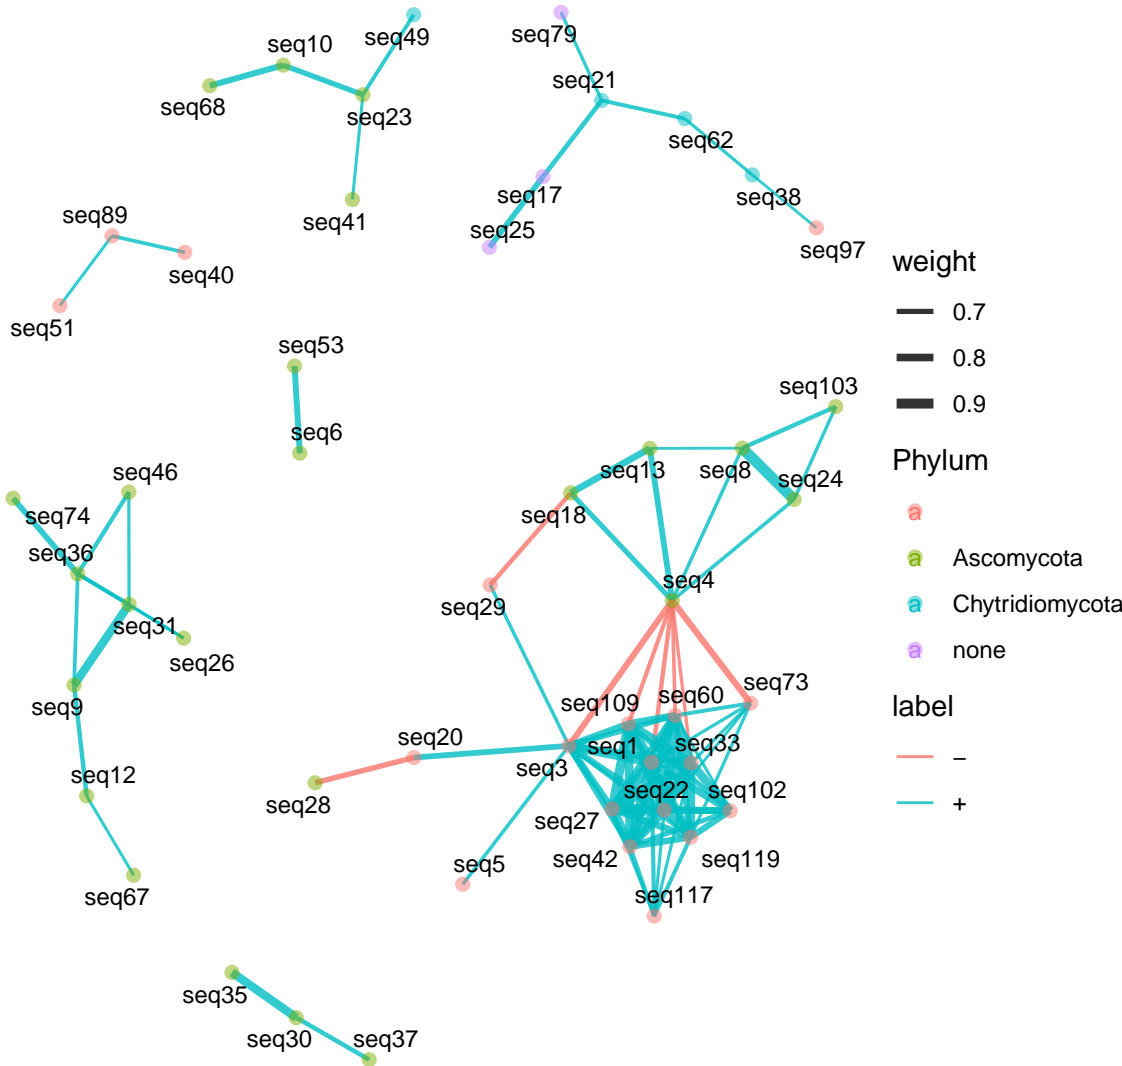 seq49
seq79
seq10
seq21
seq68
seq23
seq62
seq17
seq38
seq89
seq41
seq25
seq97
seq40
weight
0.7
seq51
seq53
0.8
seq103
0.9
seq6
Phylum
seq46
seq13
seq8
seq24
seq74
seq18
a
seq36
a Ascomycota
seq4
a Chytridiomycota
seq29
seq31
a none
seq26
seq73
seq60
seq9
seq109
label
seq20
seq1
seq33
seq3
–
seq12
seq22
seq102
seq28
+
seq27
seq42
seq119
seq5
seq67
seq117
seq35
seq30
seq37